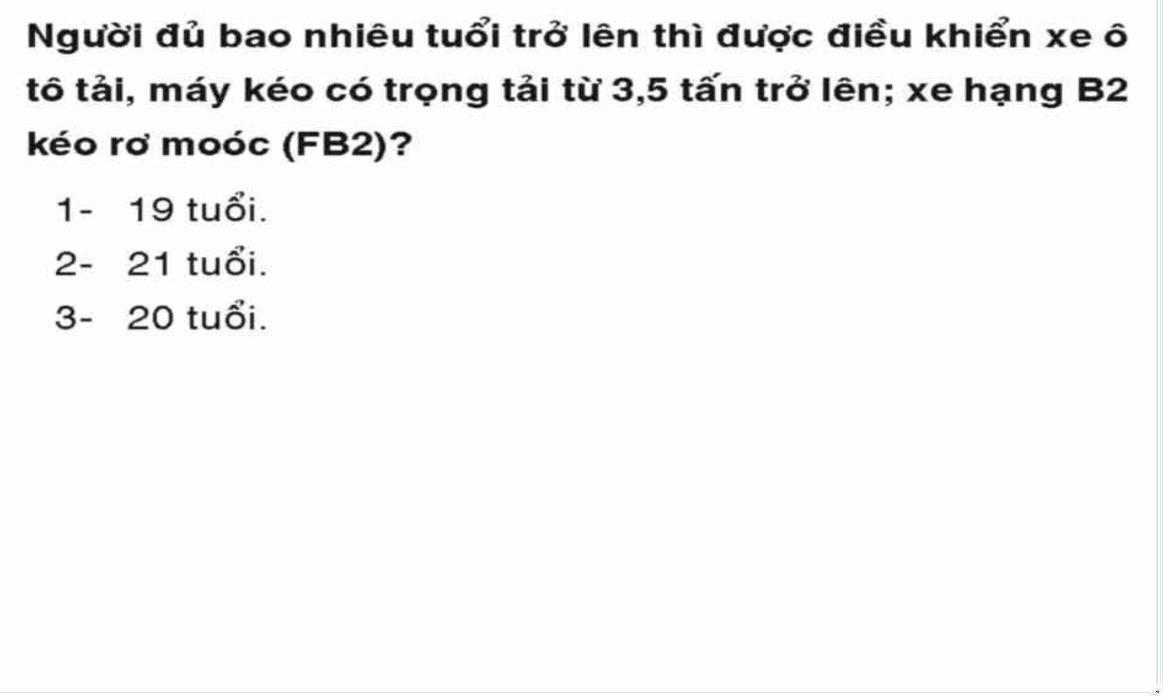 Người đủ bao nhiêu tuổi trở lên thì được điều khiển xe ô
tô tải, máy kéo có trọng tải từ 3,5 tấn trở lên; xe hạng B2
kéo rơ moóc (FB2)?
1- 19 tuổi.
2- 21 tuổi.
3- 20 tuổi.